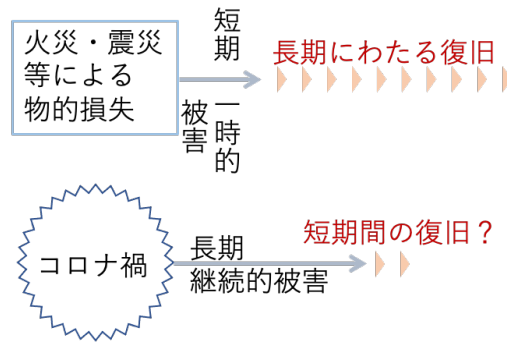 火災・震災
等による
物的損失
短期
一時的
被害
長期にわたる復旧
コロナ禍
長期
継続的被害
短期間の復旧？